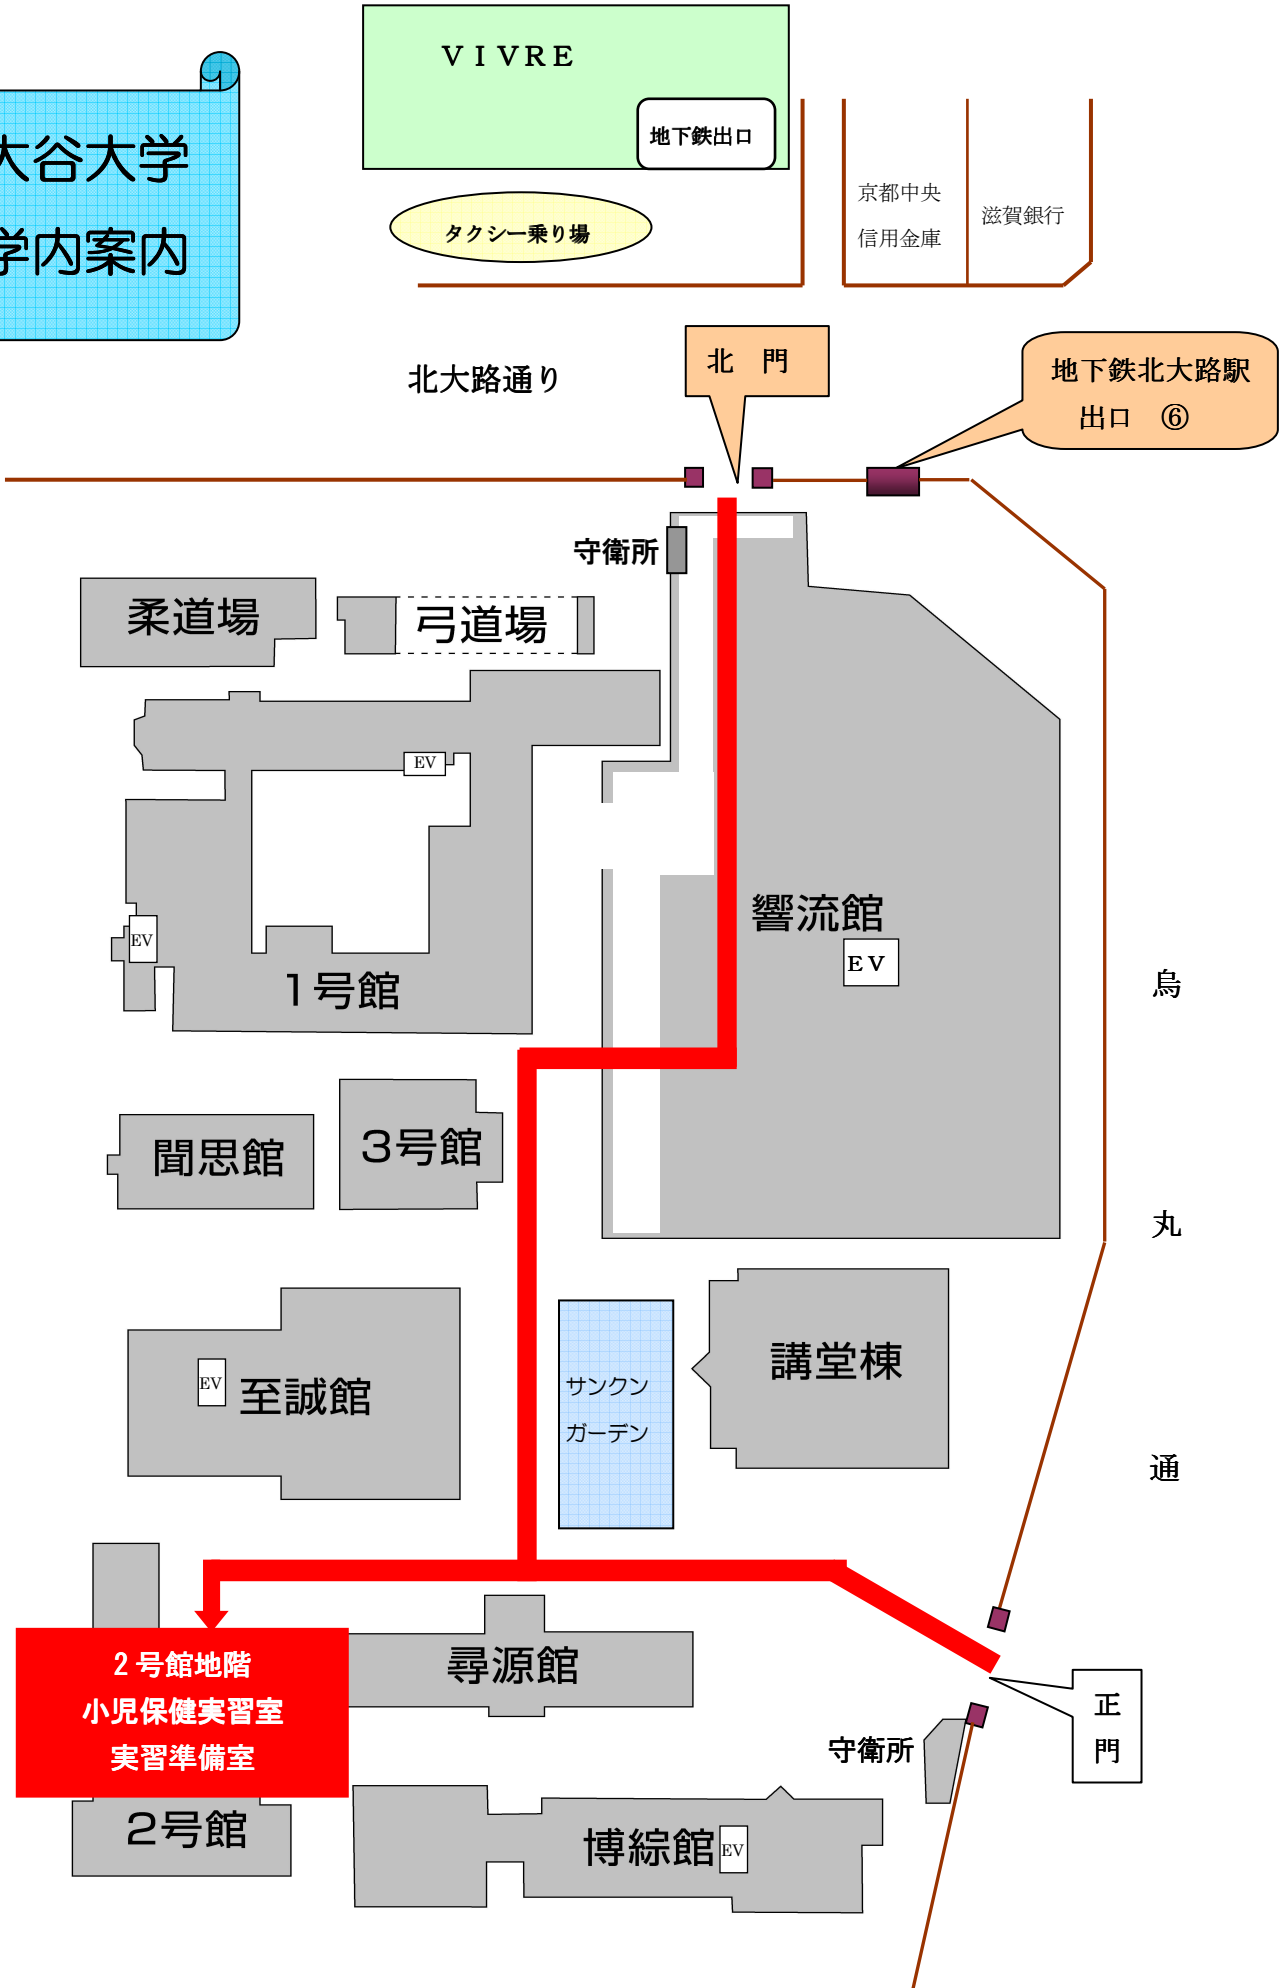 ＶＩＶＲＥ
地下鉄出口
大谷大学
学内案内
タクシー乗り場
京都中央
信用金庫
滋賀銀行
北大路通り
北　門
地下鉄北大路駅
出口　⑥
守衛所
柔道場
弓道場
EV
響流館
ＥＶ
EV
１号館
烏
丸
通
３号館
聞思館
講堂棟
サンクン
ガーデン
EV
至誠館
2号館地階
小児保健実習室
実習準備室
尋源館
正
門
守衛所
２号館
博綜館
EV